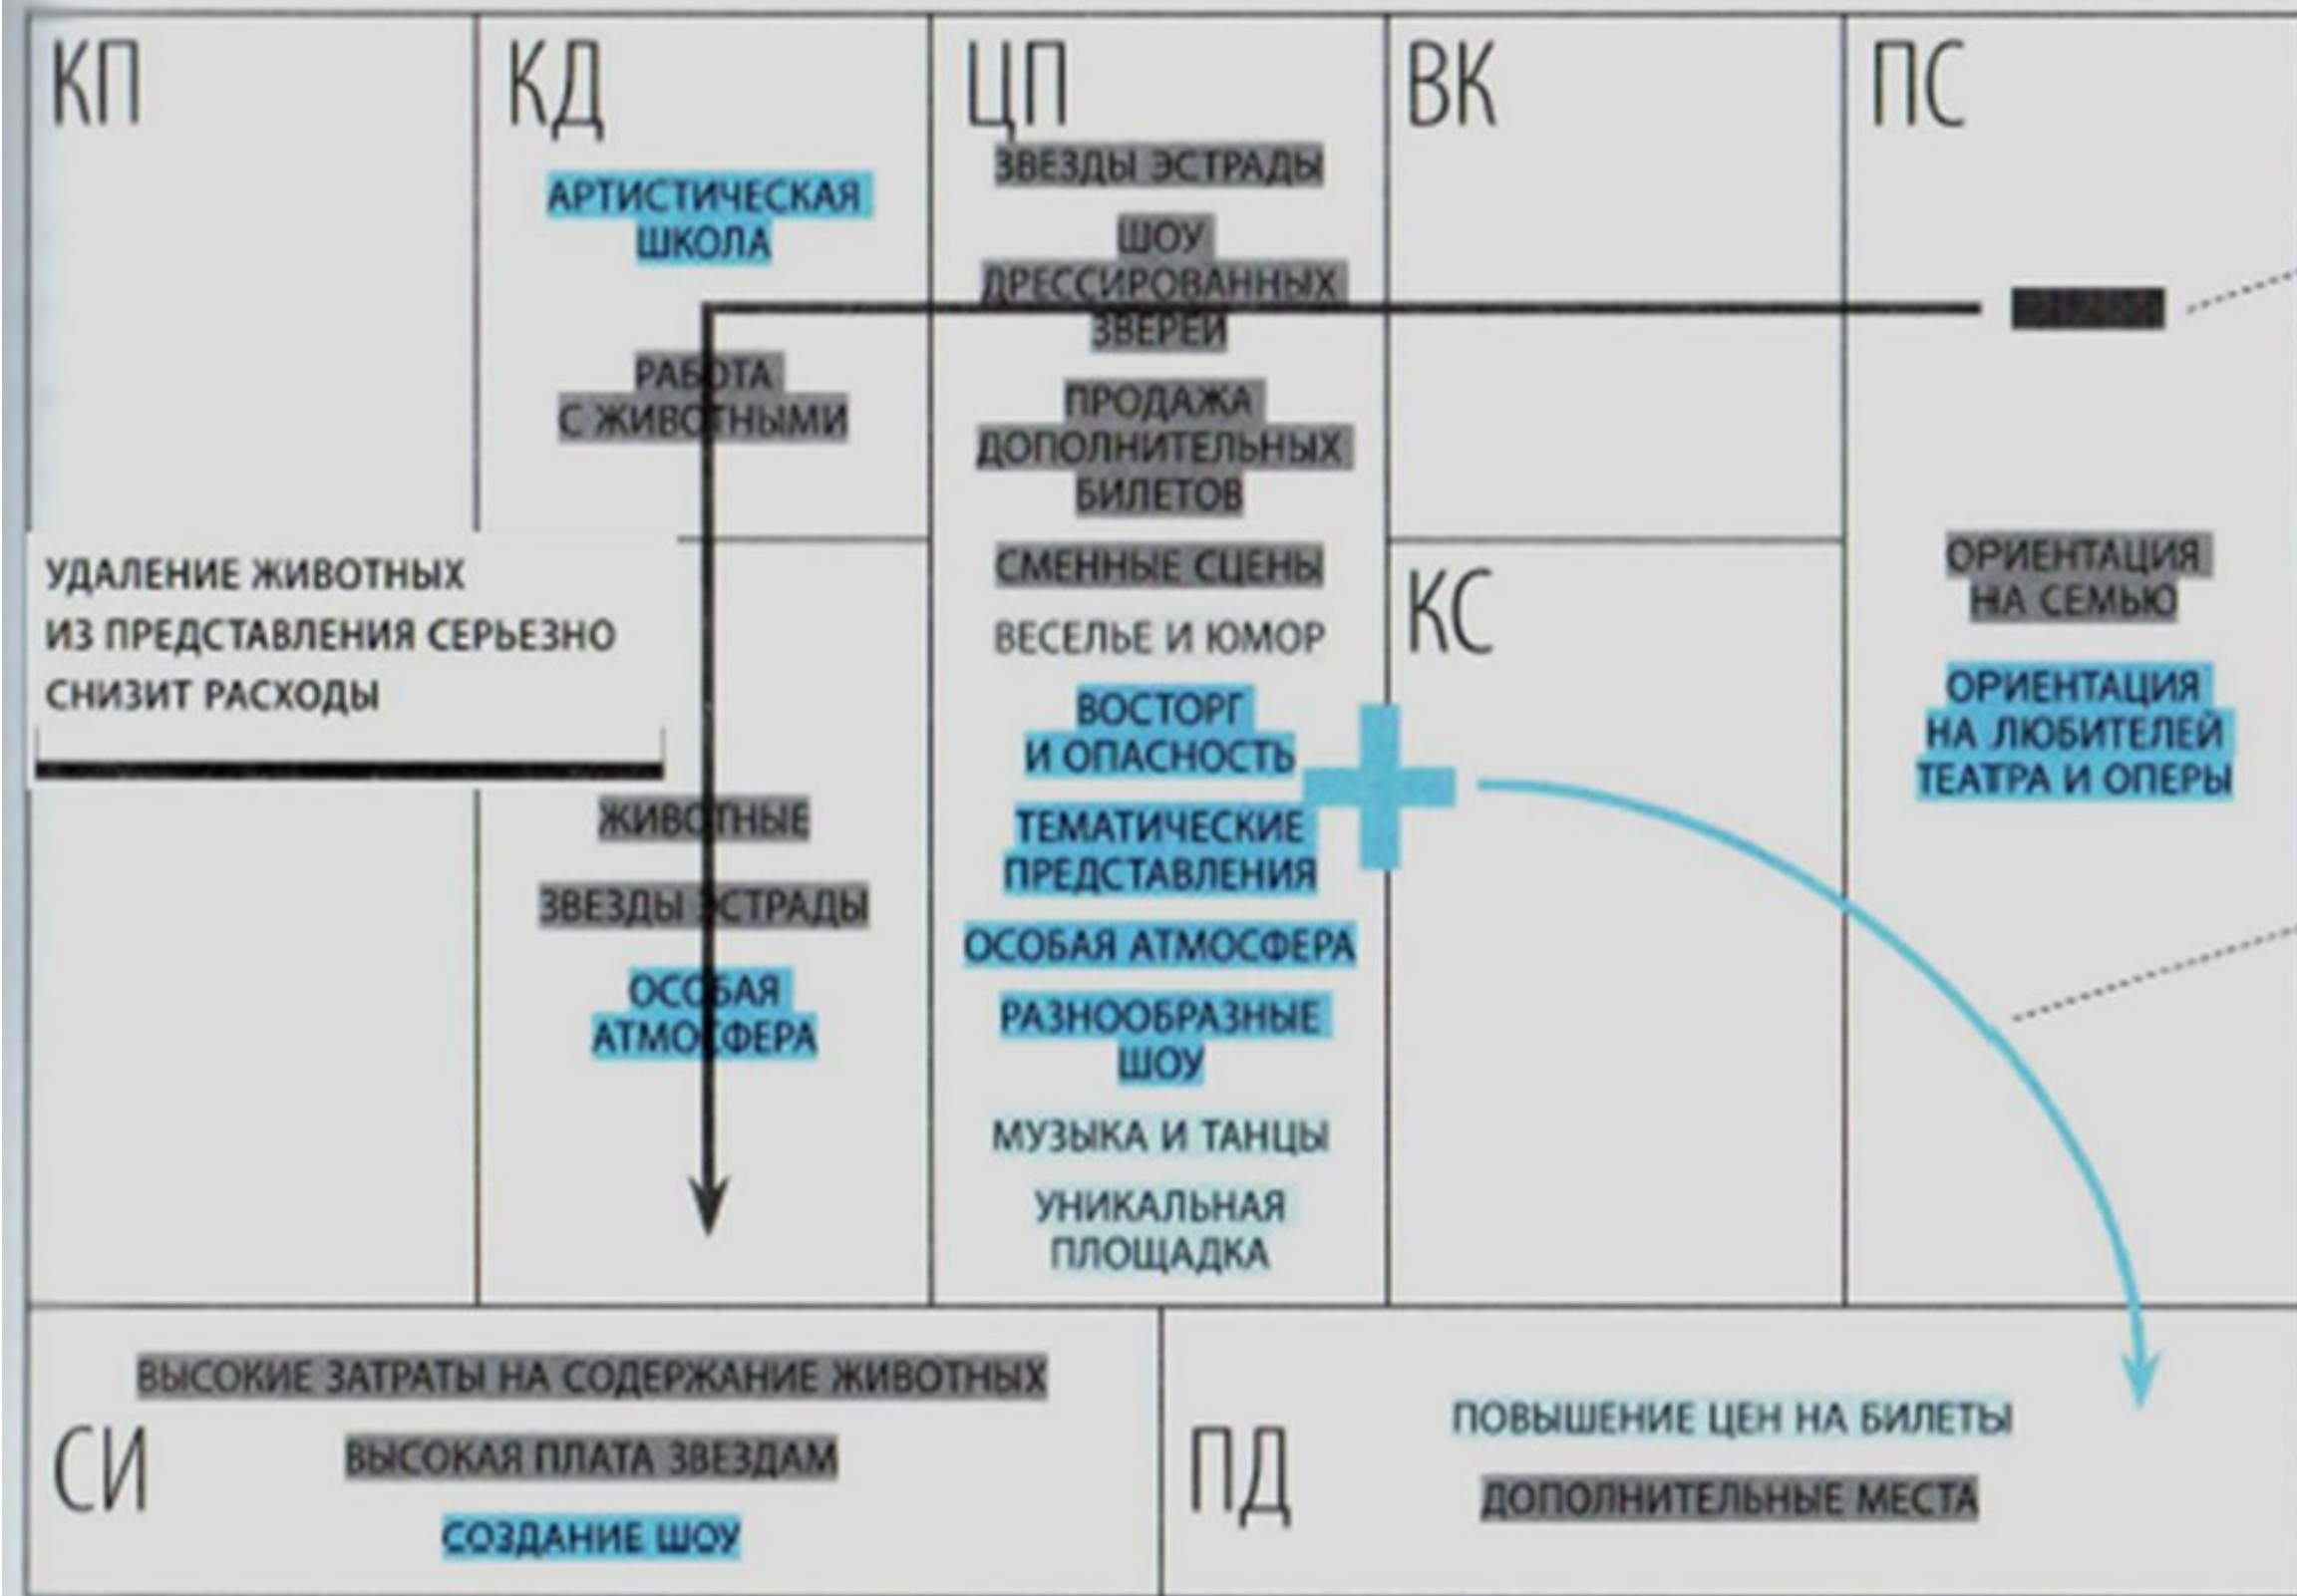 КП
КД
АРТИСТИЧЕСКАЯ
ШКОЛА
РАБОТА
С ЖИВОТНЫМИ
УДАЛЕНИЕ ЖИВОТНЫХ
ИЗ ПРЕДСТАВЛЕНИЯ СЕРЬЕЗНО
СНИЗИТ РАСХОДЫ
ЖИВОТНЫЕ
ЗВЕЗДЫ ЭСТРАДЫ
ОСОБАЯ
АТМОСФЕРА
ЦП
ЗВЕЗДЫ ЭСТРАДЫ
ШОУ
ДРЕССИРОВАННЫХ
ЗВЕРЕЙ
ПРОДАЖА
ДОПОЛНИТЕЛЬНЫХ
БИЛЕТОВ
СМЕННЫЕ СЦЕНЫ
ВЕСЕЛЬЕ И ЮМОР
ВОСТОРГ
И ОПАСНОСТЬ
ТЕМАТИЧЕСКИЕ
ПРЕДСТАВЛЕНИЯ
ОСОБАЯ АТМОСФЕРА
РАЗНООБРАЗНЫЕ
ШОУ
МУЗЫКА И ТАНЦЫ
УНИКАЛЬНАЯ
ПЛОЩАДКА
ВК
КС
ПС
ОРИЕНТАЦИЯ
НА СЕМЬЮ
ОРИЕНТАЦИЯ
НА ЛЮБИТЕЛЕЙ
ТЕАТРА И ОПЕРЫ
СИ
ВЫСОКИЕ ЗАТРАТЫ НА СОДЕРЖАНИЕ ЖИВОТНЫХ
ВЫСОКАЯ ПЛАТА ЗВЕЗДАМ
СОЗДАНИЕ ШОУ
ПД
ПОВЫШЕНИЕ ЦЕН НА БИЛЕТЫ
ДОПОЛНИТЕЛЬНЫЕ МЕСТА